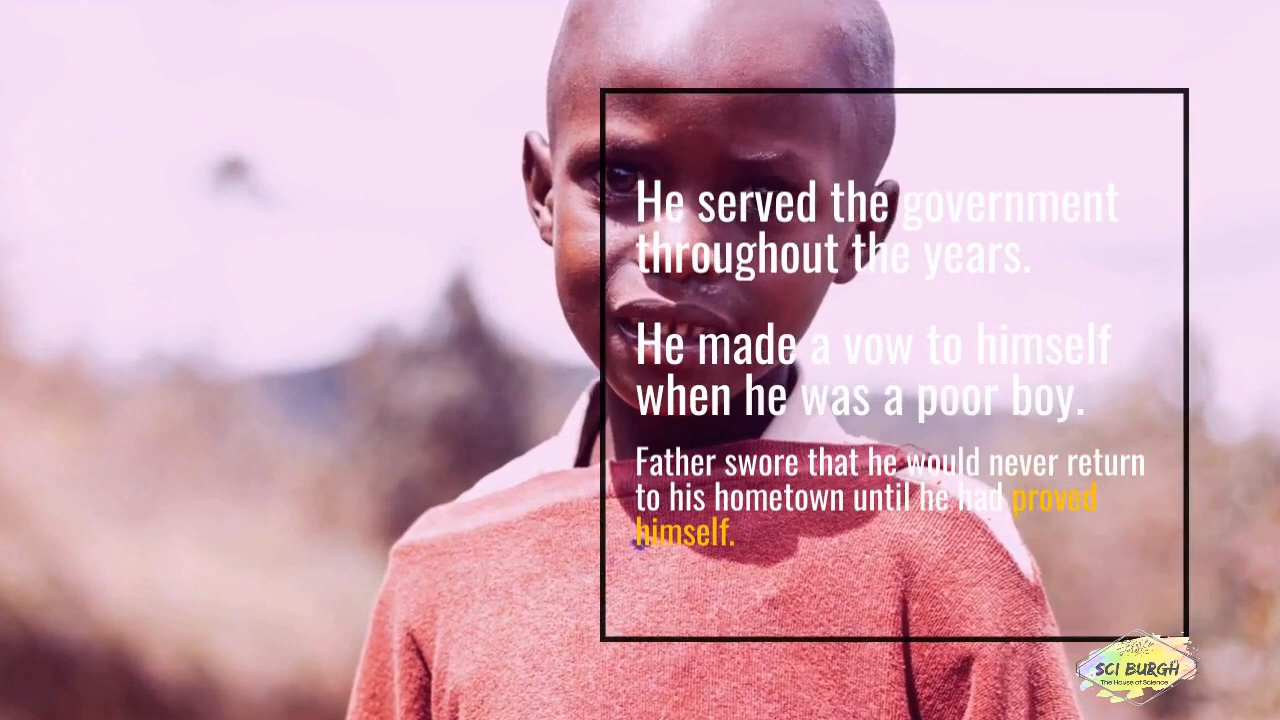 He served the government
throughout the years.
He made a vow to himself
when he was a poor boy.
Father swore that he would never return
to his hometown until he had proved
himself.
SCI BURGH
The House of Science